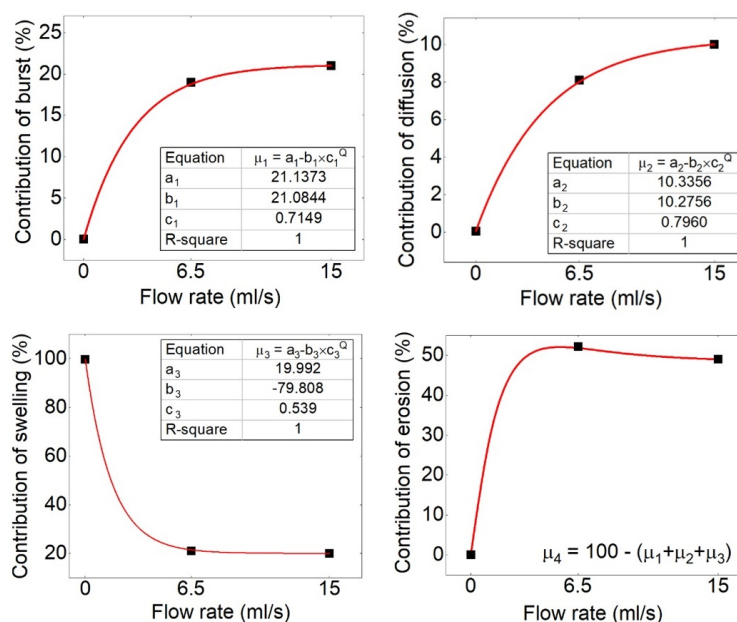 Contribution of burst (%)
25
20
15
10
5
0
Equation μ₁ = a₁-b₁×c₁^Q
a₁ 21.1373
b₁ 21.0844
c₁ 0.7149
R-square 1
0 6.5 15
Flow rate (ml/s)
Contribution of diffusion (%)
10
8
6
4
2
0
Equation μ₂ = a₂-b₂×c₂^Q
a₂ 10.3356
b₂ 10.2756
c₂ 0.7960
R-square 1
0 6.5 15
Flow rate (ml/s)
Contribution of swelling (%)
100
80
60
40
20
Equation μ₃ = a₃-b₃×c₃^Q
a₃ 19.992
b₃ -79.808
c₃ 0.539
R-square 1
0 6.5 15
Flow rate (ml/s)
Contribution of erosion (%)
50
40
30
20
10
0
μ₄ = 100 - (μ₁+μ₂+μ₃)
0 6.5 15
Flow rate (ml/s)